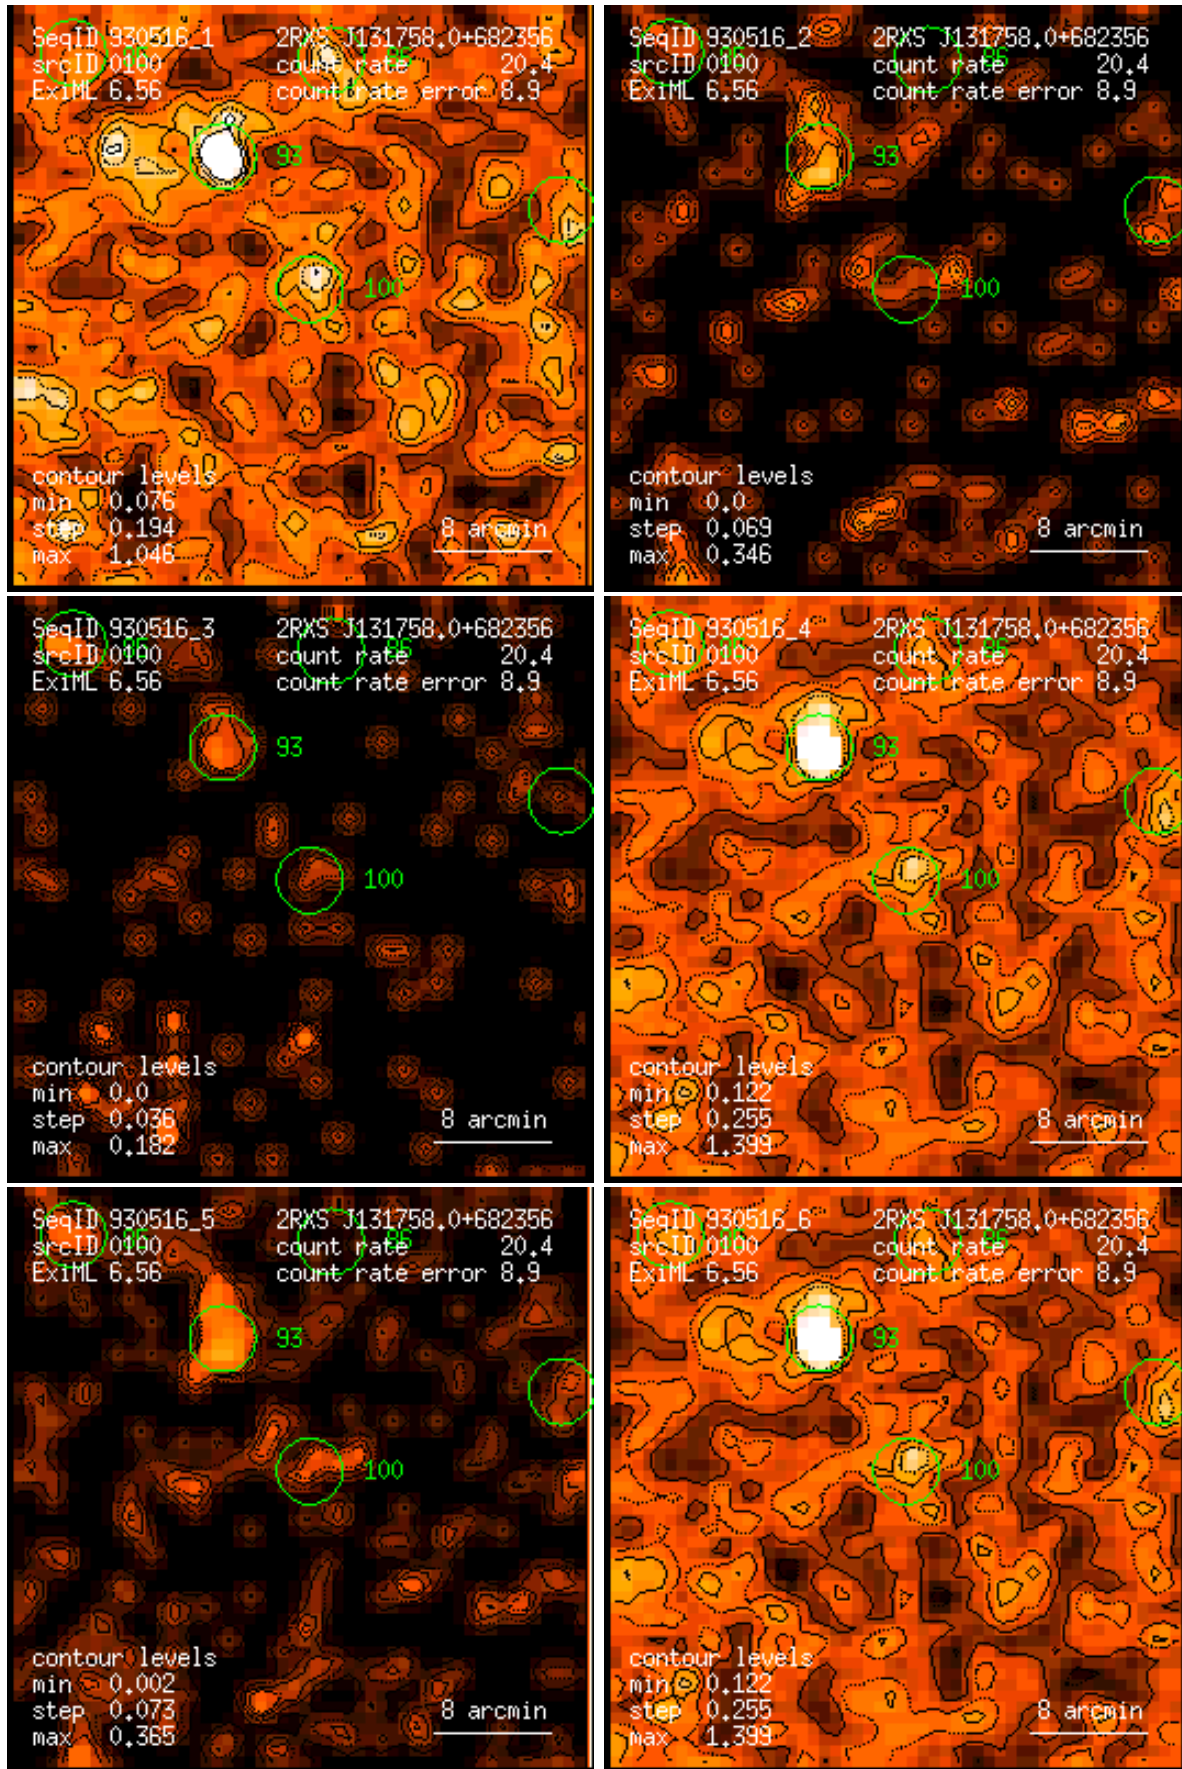 SeqID 930516_1 2RXS J131758.0+682356
srcID 0100 count rate 20.4
ExiML 6.56 count rate error 8.9
93
100
contour levels
min 0.076
step 0.194
max 1.046
8 arcmin
SeqID 930516_2 2RXS J131758.0+682356
srcID 0100 count rate 86 20.4
ExiML 6.56 count rate error 8.9
93
100
contour levels
min 0.0
step 0.069
max 0.346
8 arcmin
SeqID 930516_3 2RXS J131758.0+682356
srcID 0100 count rate 86 20.4
ExiML 6.56 count rate error 8.9
93
100
contour levels
min 0.0
step 0.036
max 0.182
8 arcmin
SeqID 930516_4 2RXS J131758.0+682356
srcID 0100 count rate 86 20.4
ExiML 6.56 count rate error 8.9
93
100
contour levels
min 0.122
step 0.255
max 1.399
8 arcmin
SeqID 930516_5 2RXS J131758.0+682356
srcID 0100 count rate 86 20.4
ExiML 6.56 count rate error 8.9
93
100
contour levels
min 0.002
step 0.073
max 0.365
8 arcmin
SeqID 930516_6 2RXS J131758.0+682356
srcID 0100 count rate 86 20.4
ExiML 6.56 count rate error 8.9
93
100
contour levels
min 0.122
step 0.255
max 1.399
8 arcmin